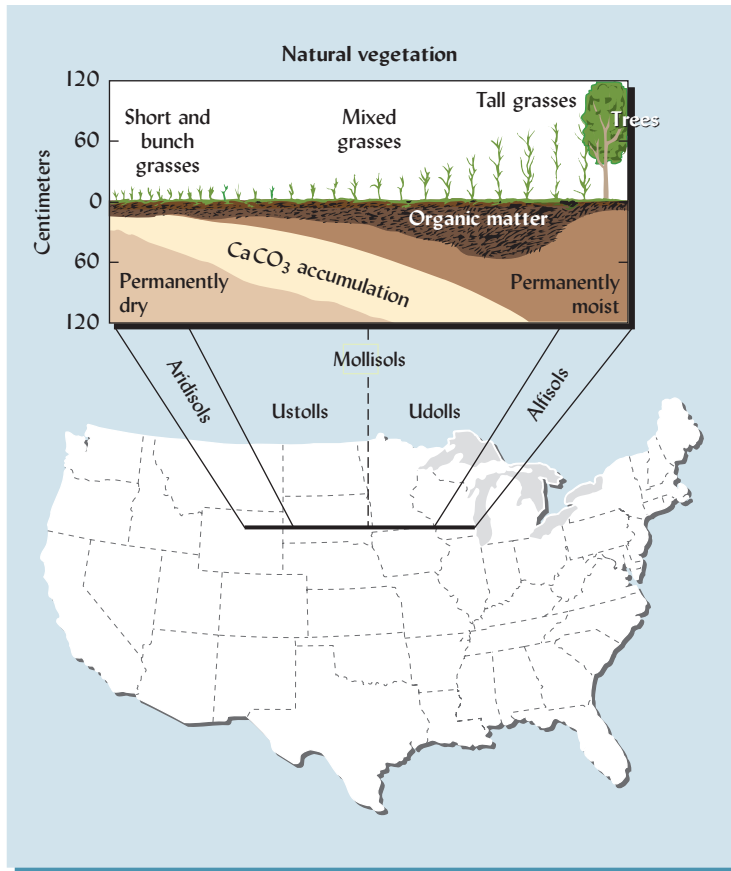 Natural vegetation
120
60
0
60
120
Centimeters
Short and
bunch
grasses
Mixed
grasses
Tall grasses
Trees
Organic matter
CaCO₃ accumulation
Permanently
dry
Permanently
moist
Mollisols
Aridisols
Ustolls
Udolls
Alfisols